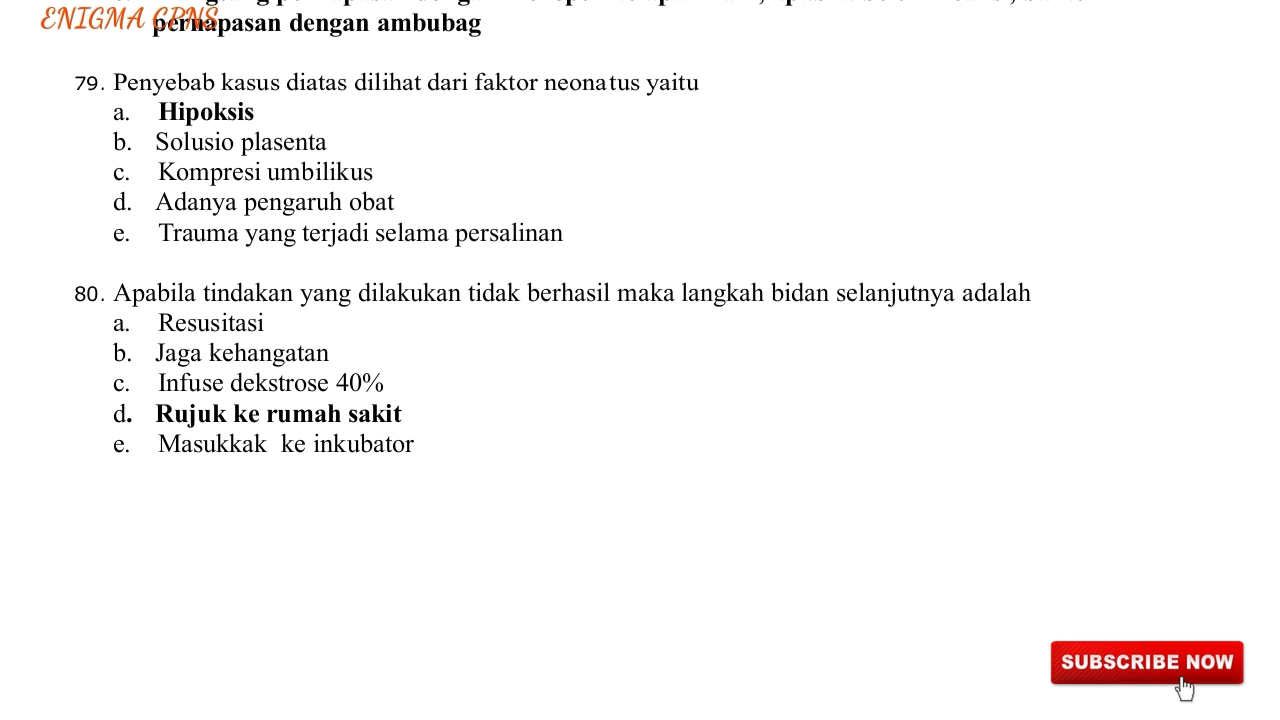 ENIGMA CPNS
pernapasan dengan ambubag
79. Penyebab kasus diatas dilihat dari faktor neonatus yaitu
a. Hipoksis
b. Solusio plasenta
c. Kompresi umbilikus
d. Adanya pengaruh obat
e. Trauma yang terjadi selama persalinan
80. Apabila tindakan yang dilakukan tidak berhasil maka langkah bidan selanjutnya adalah
a. Resusitasi
b. Jaga kehangatan
c. Infuse dekstrose 40%
d. Rujuk ke rumah sakit
e. Masukkak ke inkubator
SUBSCRIBE NOW